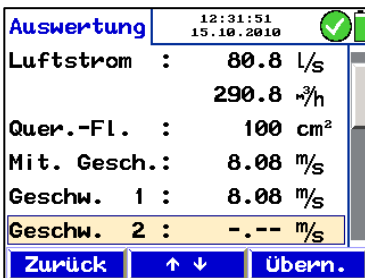 Auswertung 12:31:51
15.10.2010
Luftstrom : 80.8 l/s
290.8 m³/h
Quer.-Fl. : 100 cm²
Mit. Gesch.: 8.08 m/s
Geschw. 1 : 8.08 m/s
Geschw. 2 : -.-- m/s
Zurück ↑ ↓ Übern.